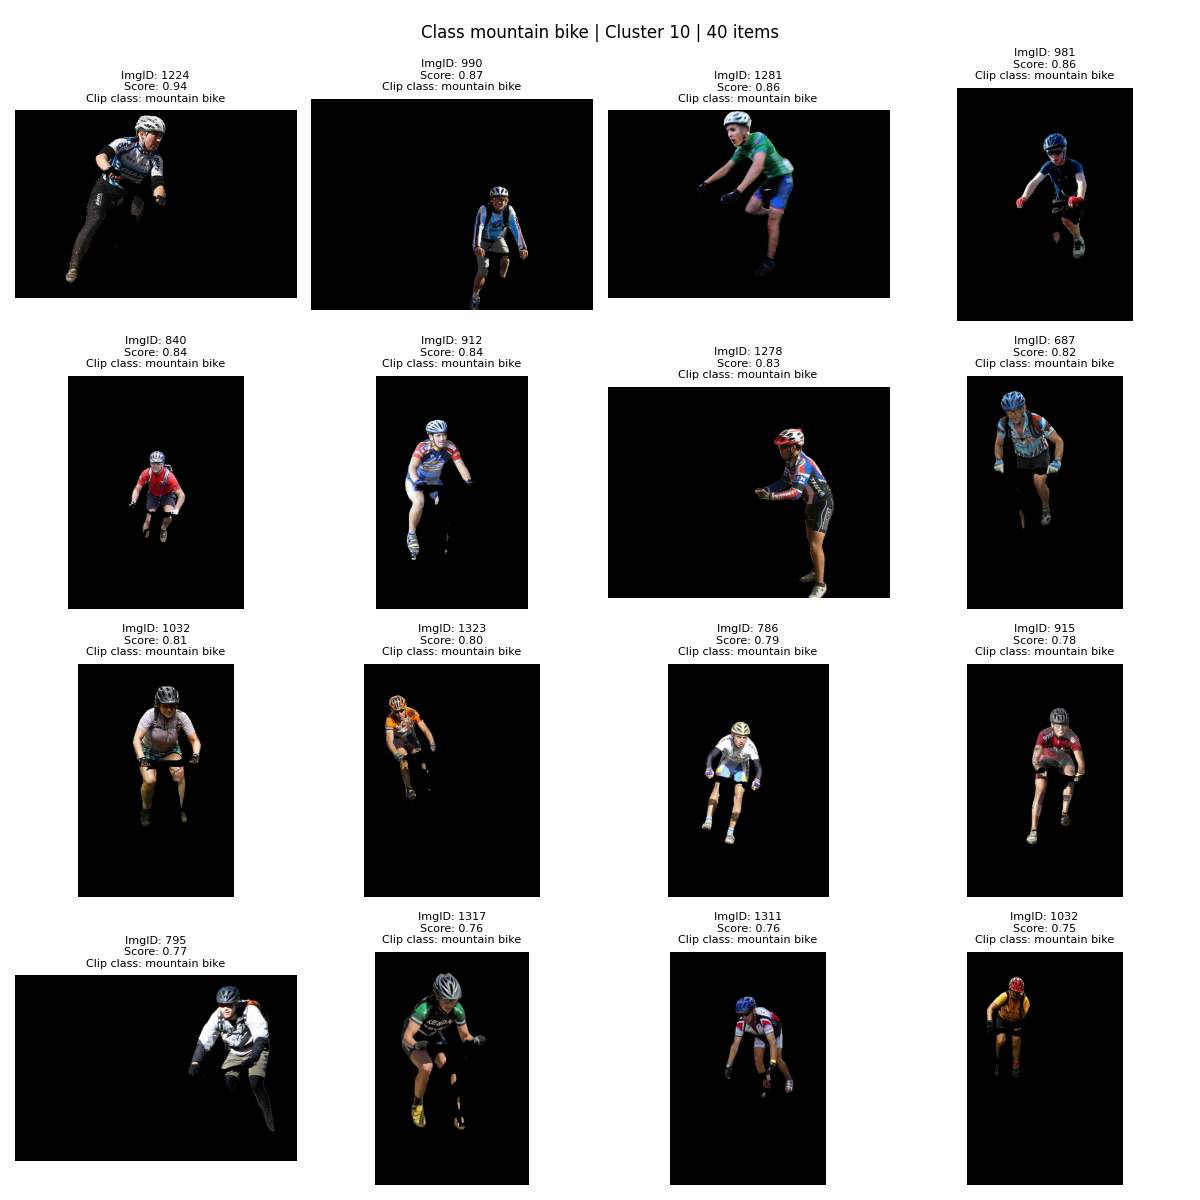 Class mountain bike | Cluster 10 | 40 items
ImgID: 1224
Score: 0.94
Clip class: mountain bike
ImgID: 990
Score: 0.87
Clip class: mountain bike
ImgID: 1281
Score: 0.86
Clip class: mountain bike
ImgID: 981
Score: 0.86
Clip class: mountain bike
ImgID: 840
Score: 0.84
Clip class: mountain bike
ImgID: 912
Score: 0.84
Clip class: mountain bike
ImgID: 1278
Score: 0.83
Clip class: mountain bike
ImgID: 687
Score: 0.82
Clip class: mountain bike
ImgID: 1032
Score: 0.81
Clip class: mountain bike
ImgID: 1323
Score: 0.80
Clip class: mountain bike
ImgID: 786
Score: 0.79
Clip class: mountain bike
ImgID: 915
Score: 0.78
Clip class: mountain bike
ImgID: 795
Score: 0.77
Clip class: mountain bike
ImgID: 1317
Score: 0.76
Clip class: mountain bike
ImgID: 1311
Score: 0.76
Clip class: mountain bike
ImgID: 1032
Score: 0.75
Clip class: mountain bike